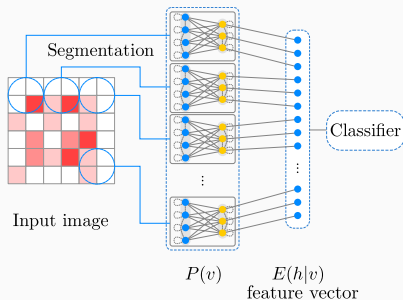 Segmentation
Classifier
Input image
P(v)
E(h|v)
feature vector